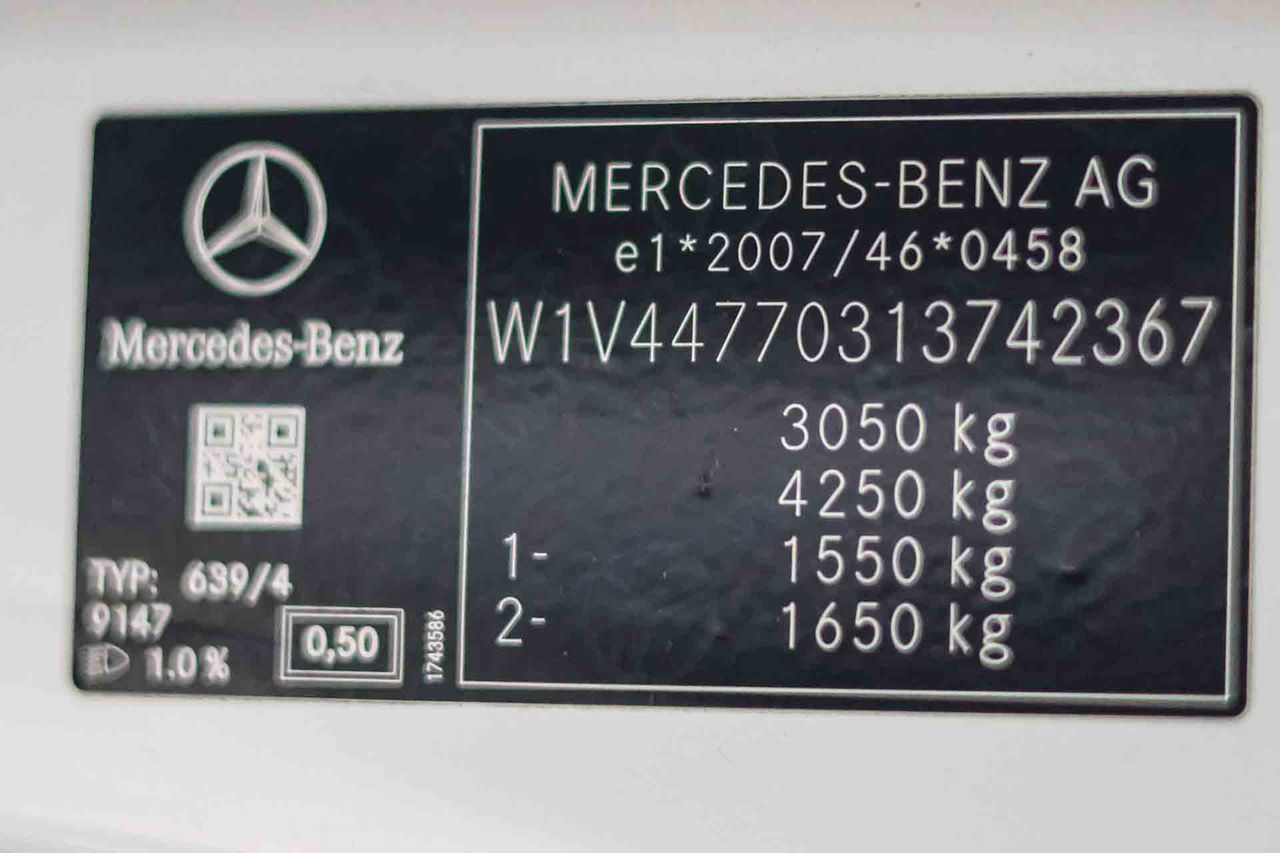 Mercedes-Benz
TYP: 639/4
9147
1.0 %
0,50
1743586
MERCEDES-BENZ AG
e1*2007/46*0458
W1V44770313742367
3050 kg
4250 kg
1- 1550 kg
2- 1650 kg